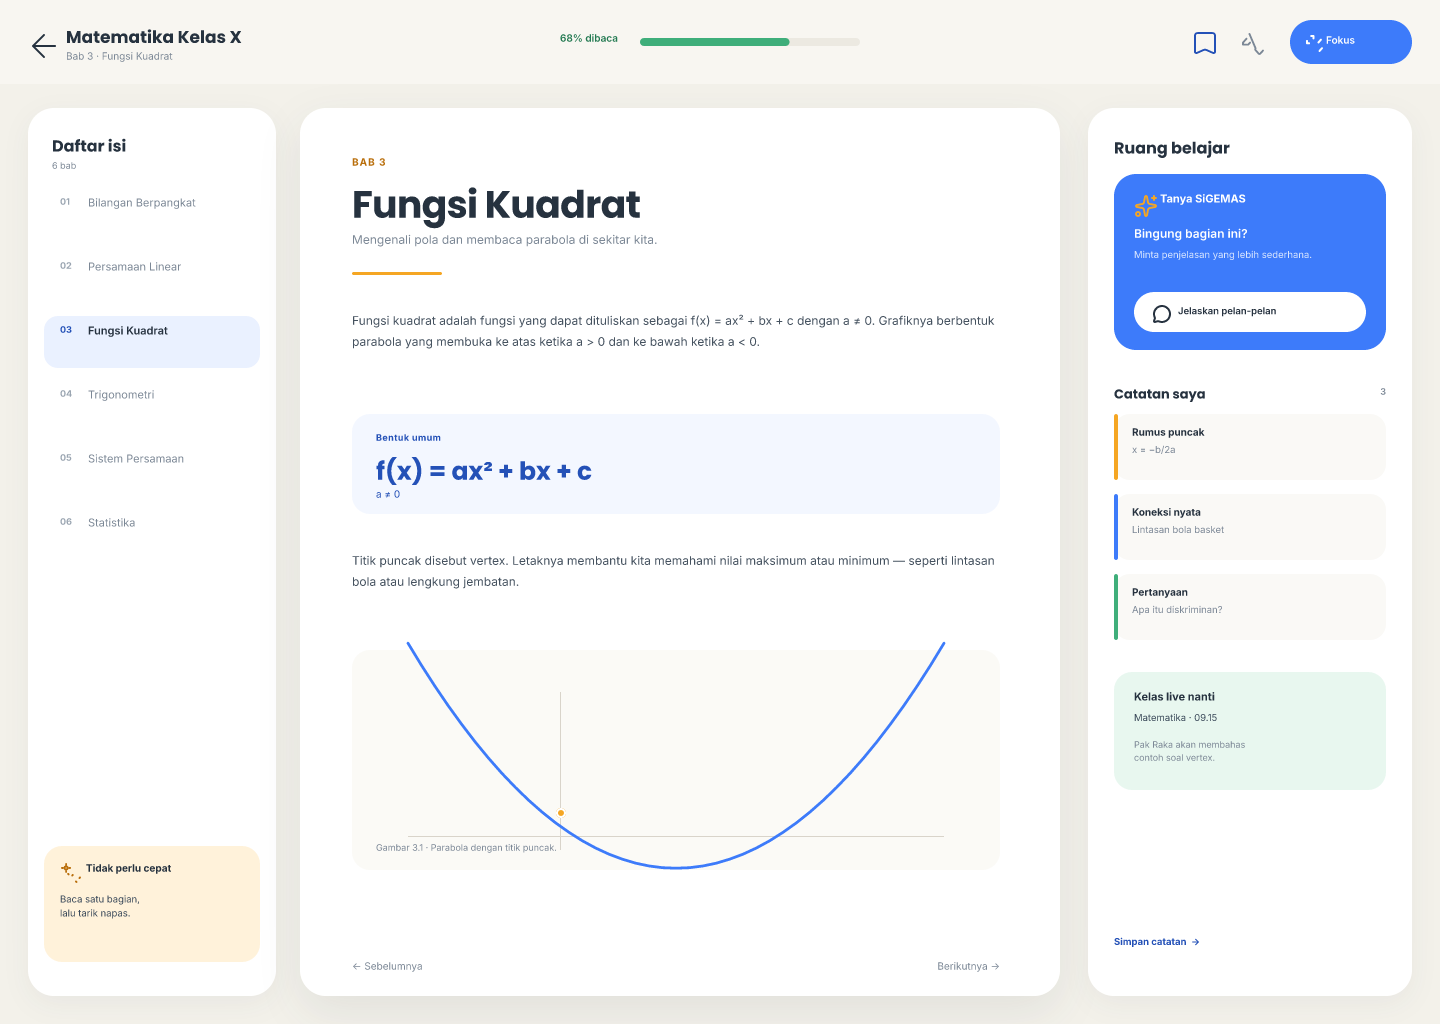 Matematika Kelas X
Bab 3 · Fungsi Kuadrat
68% dibaca
Fokus
Daftar isi
6 bab
01 Bilangan Berpangkat
02 Persamaan Linear
03 Fungsi Kuadrat
04 Trigonometri
05 Sistem Persamaan
06 Statistika
Tidak perlu cepat
Baca satu bagian,
lalu tarik napas.
BAB 3
Fungsi Kuadrat
Mengenali pola dan membaca parabola di sekitar kita.
Fungsi kuadrat adalah fungsi yang dapat dituliskan sebagai f(x) = ax² + bx + c dengan a ≠ 0. Grafiknya berbentuk
parabola yang membuka ke atas ketika a > 0 dan ke bawah ketika a < 0.
Bentuk umum
f(x) = ax² + bx + c
a ≠ 0
Titik puncak disebut vertex. Letaknya membantu kita memahami nilai maksimum atau minimum — seperti lintasan
bola atau lengkung jembatan.
Gambar 3.1 · Parabola dengan titik puncak.
← Sebelumnya
Berikutnya →
Ruang belajar
Tanya SiGEMAS
Bingung bagian ini?
Minta penjelasan yang lebih sederhana.
Jelaskan pelan-pelan
Catatan saya 3
Rumus puncak
x = −b/2a
Koneksi nyata
Lintasan bola basket
Pertanyaan
Apa itu diskriminan?
Kelas live nanti
Matematika · 09.15
Pak Raka akan membahas
contoh soal vertex.
Simpan catatan →